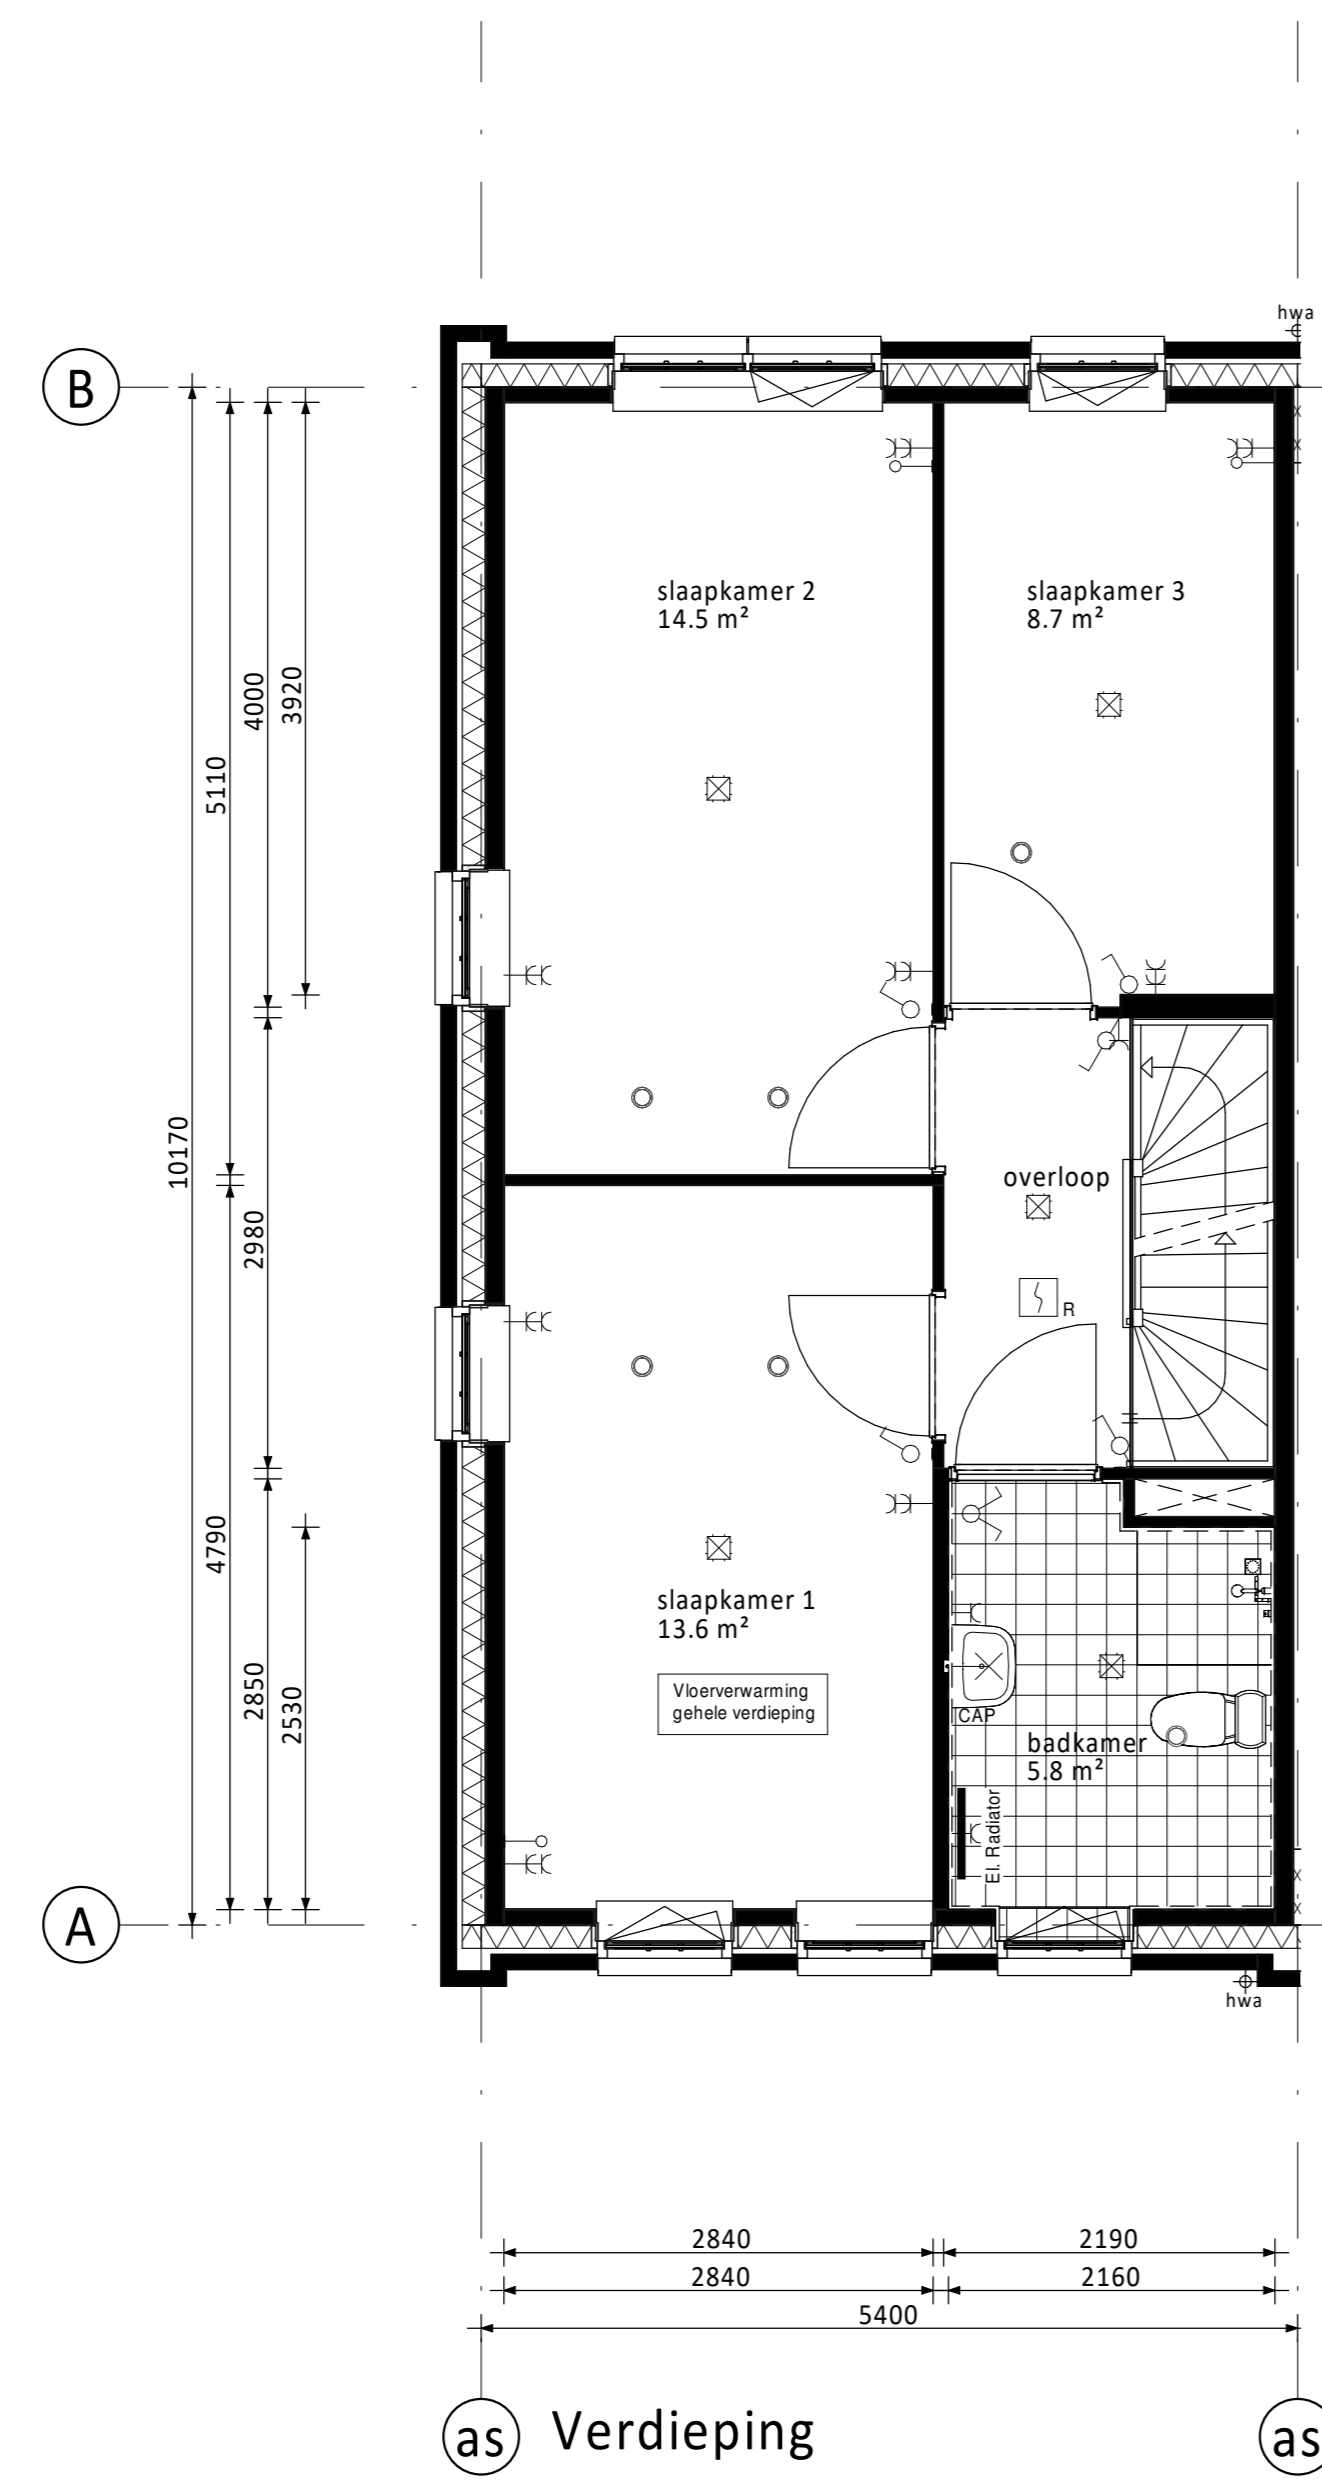 hwa
B
slaapkamer 2
14.5 m²
slaapkamer 3
8.7 m²
3920
4000
5110
10170
overloop
2980
R
4790
slaapkamer 1
13.6 m²
2850
2530
Vloerverwarming
gehele verdieping
CAP
badkamer
5.8 m²
El. Radiator
A
hwa
2840
2190
2840
2160
5400
as
Verdieping
as